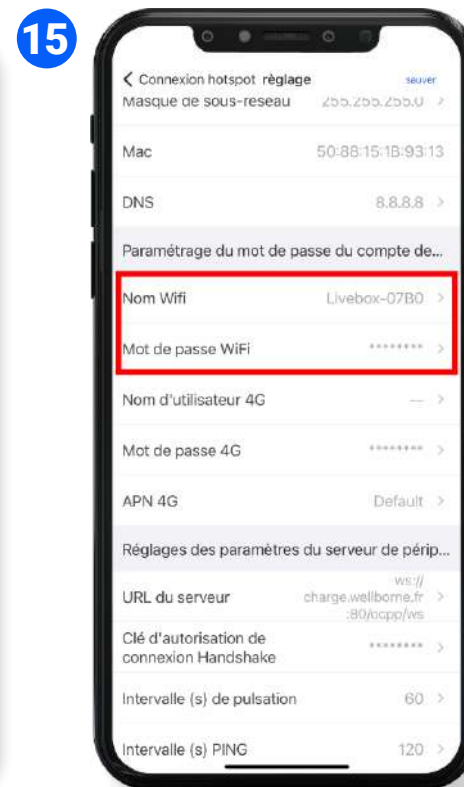 15
Connexion hotspot réglage sauver
Masque de sous-réseau 255.255.255.0
Mac 50:88:15:1B:93:13
DNS 8.8.8.8
Paramétrage du mot de passe du compte de...
Nom Wifi Livebox-07B0
Mot de passe WiFi ********
Nom d'utilisateur 4G —
Mot de passe 4G ********
APN 4G Default
Réglages des paramètres du serveur de périp...
ws://
URL du serveur charge.wellborne.fr
:80/ocpp/ws
Clé d'autorisation de
connexion Handshake ********
Intervalle (s) de pulsation 60
Intervalle (s) PING 120